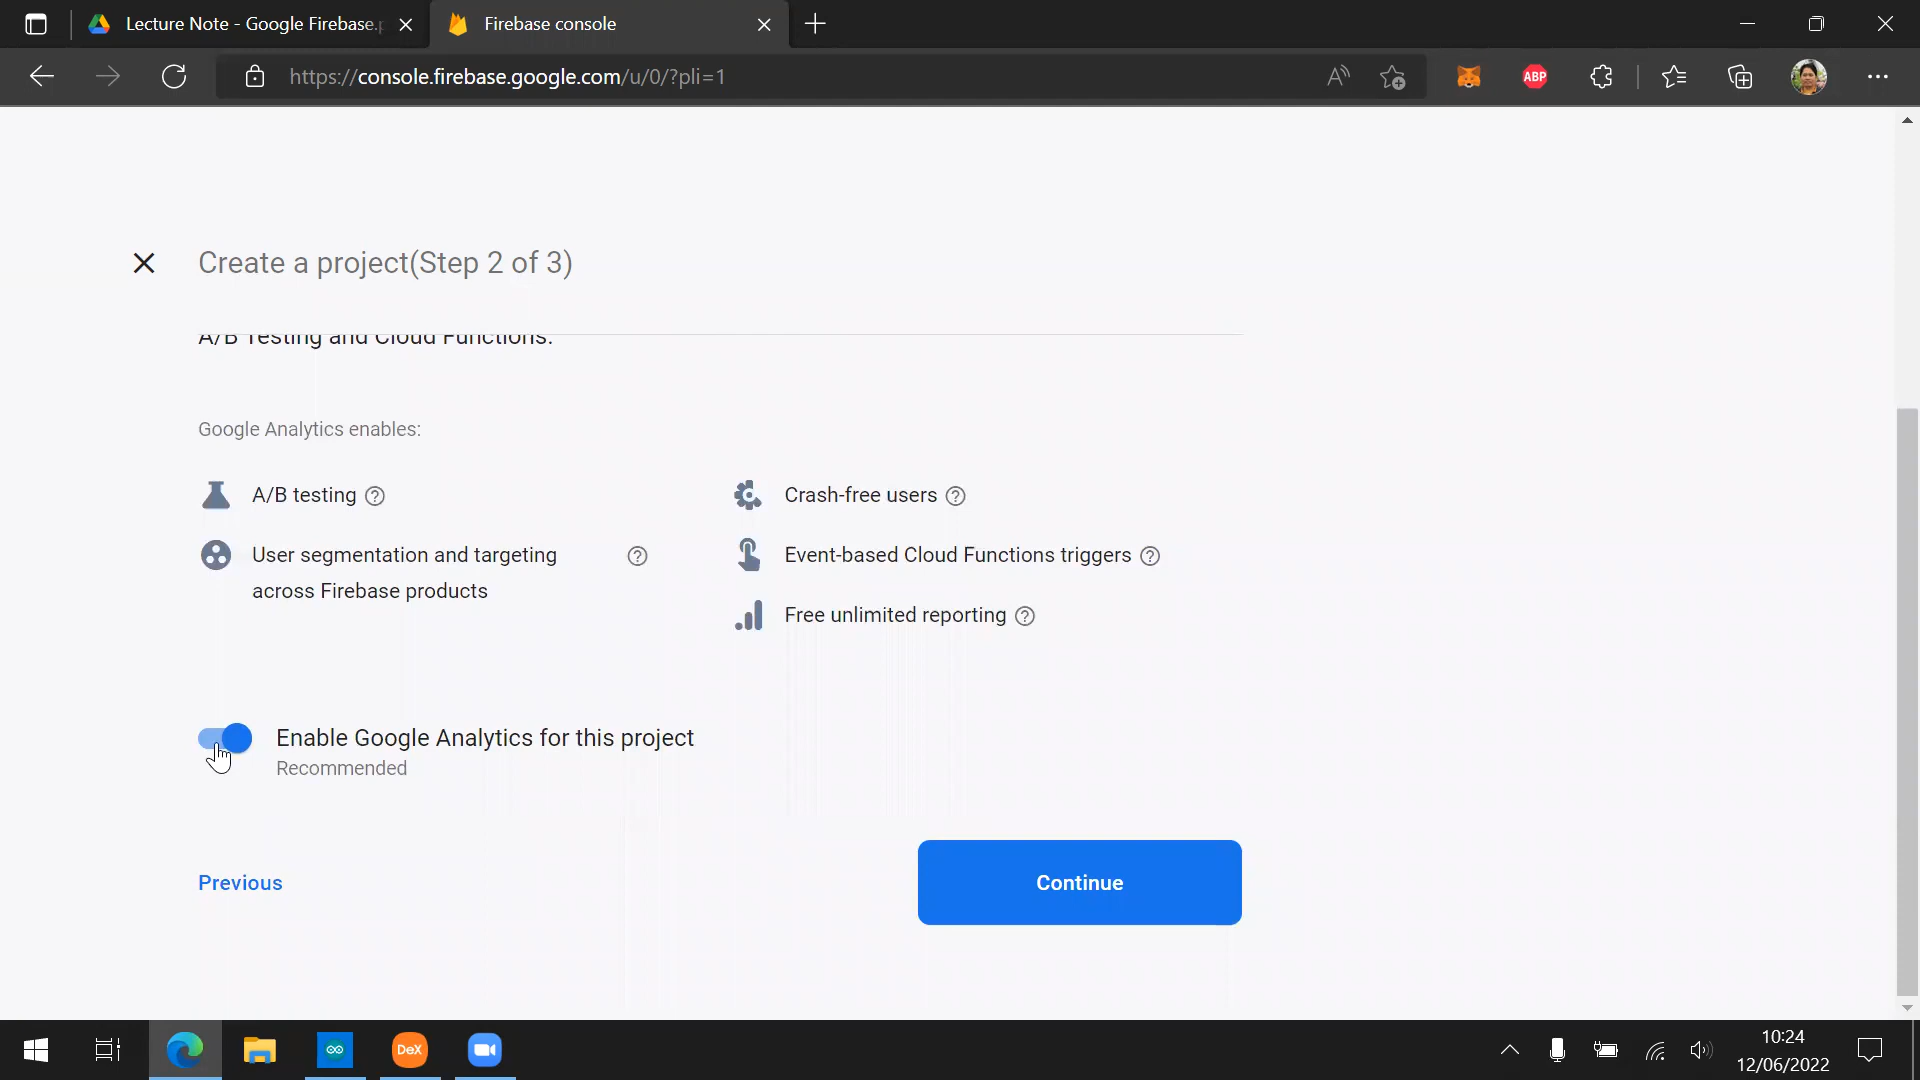 Lecture Note - Google Firebase.p
Firebase console
https://console.firebase.google.com/u/0/?pli=1
ABP
Create a project(Step 2 of 3)
A/B Testing and Cloud Functions.
Google Analytics enables:
A/B testing
Crash-free users
User segmentation and targeting
across Firebase products
Event-based Cloud Functions triggers
Free unlimited reporting
Enable Google Analytics for this project
Recommended
Previous
Continue
DeX
10:24
12/06/2022